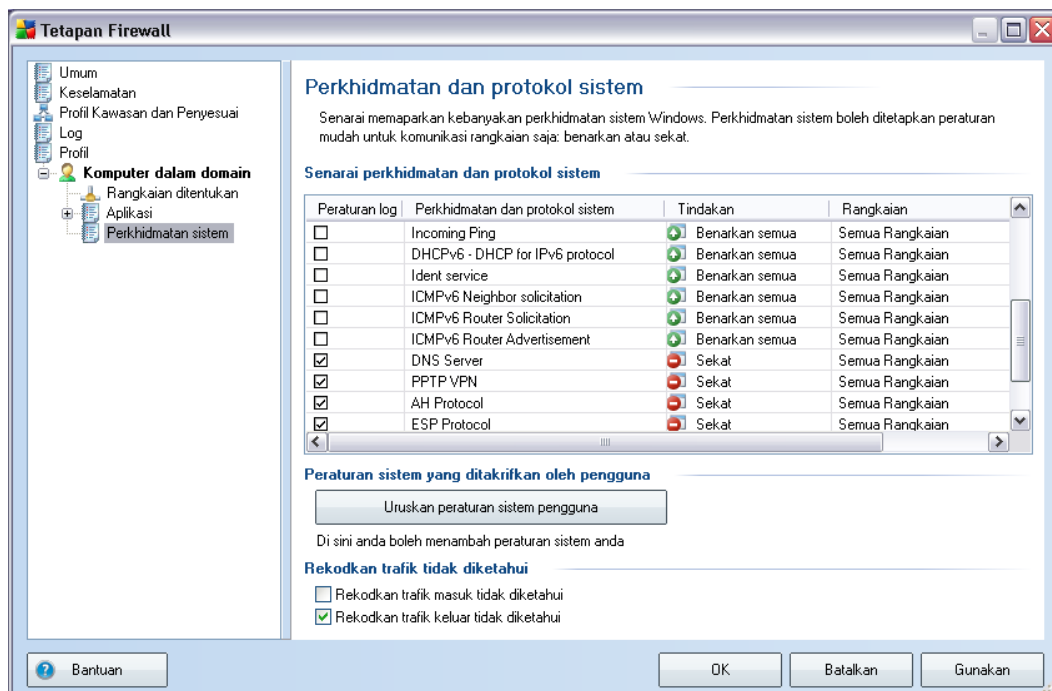 Tetapan Firewall
Umum
Keselamatan
Profil Kawasan dan Penyesuai
Log
Profil
Komputer dalam domain
Rangkaian ditentukan
Aplikasi
Perkhidmatan sistem
Perkhidmatan dan protokol sistem
Senarai memaparkan kebanyakan perkhidmatan sistem Windows. Perkhidmatan sistem boleh ditetapkan peraturan
mudah untuk komunikasi rangkaian saja: benarkan atau sekat.
Senarai perkhidmatan dan protokol sistem
Peraturan log Perkhidmatan dan protokol sistem Tindakan Rangkaian
Incoming Ping Benarkan semua Semua Rangkaian
DHCPv6 - DHCP for IPv6 protocol Benarkan semua Semua Rangkaian
Ident service Benarkan semua Semua Rangkaian
ICMPv6 Neighbor solicitation Benarkan semua Semua Rangkaian
ICMPv6 Router Solicitation Benarkan semua Semua Rangkaian
ICMPv6 Router Advertisement Benarkan semua Semua Rangkaian
DNS Server Sekat Semua Rangkaian
PPTP VPN Sekat Semua Rangkaian
AH Protocol Sekat Semua Rangkaian
ESP Protocol Sekat Semua Rangkaian
Peraturan sistem yang ditakrifkan oleh pengguna
Uruskan peraturan sistem pengguna
Di sini anda boleh menambah peraturan sistem anda
Rekodkan trafik tidak diketahui
Rekodkan trafik masuk tidak diketahui
Rekodkan trafik keluar tidak diketahui
Bantuan OK Batalkan Gunakan